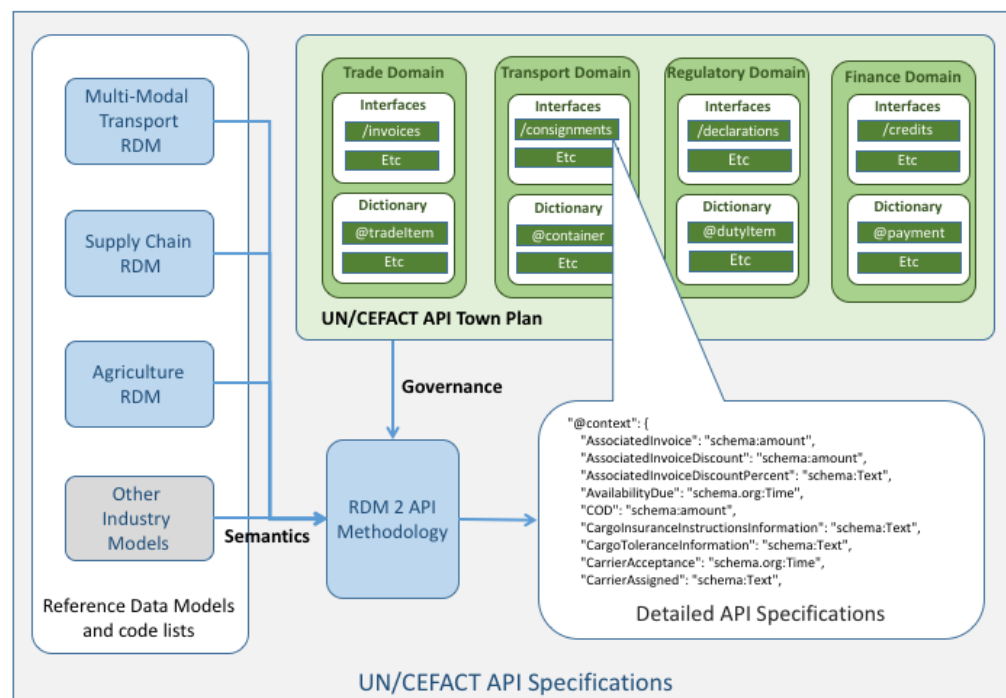 Multi-Modal
Transport
RDM
Supply Chain
RDM
Agriculture
RDM
Other
Industry
Models
Reference Data Models
and code lists
Trade Domain
Interfaces
/invoices
Etc
Dictionary
@tradeItem
Etc
Transport Domain
Interfaces
/consignments
Etc
Dictionary
@container
Etc
Regulatory Domain
Interfaces
/declarations
Etc
Dictionary
@dutyItem
Etc
Finance Domain
Interfaces
/credits
Etc
Dictionary
@payment
Etc
UN/CEFACT API Town Plan
Governance
Semantics
RDM 2 API
Methodology
"@context": {
"AssociatedInvoice": "schema:amount",
"AssociatedInvoiceDiscount": "schema:amount",
"AssociatedInvoiceDiscountPercent": "schema:Text",
"AvailabilityDue": "schema.org:Time",
"COD": "schema:amount",
"CargoInsuranceInstructionsInformation": "schema:Text",
"CargoToleranceInformation": "schema:Text",
"CarrierAcceptance": "schema.org:Time",
"CarrierAssigned": "schema:Text",
Detailed API Specifications
UN/CEFACT API Specifications